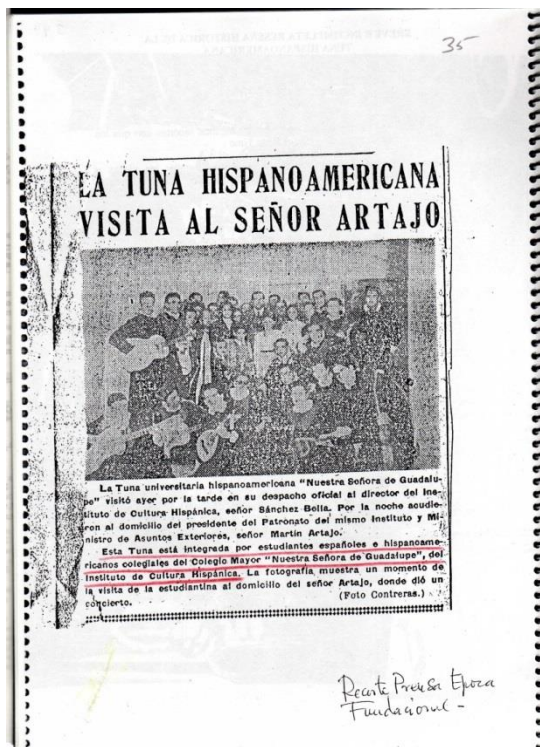 35
LA TUNA HISPANOAMERICANA
VISITA AL SEÑOR ARTAJO
La Tuna universitaria hispanoamericana "Nuestra Señora de Guadalu-
pe" visitó ayer por la tarde en su despacho oficial al director del Ins-
tituto de Cultura Hispánica, señor Sánchez-Bella. Por la noche acudie-
ron al domicilio del presidente del Patronato del mismo Instituto y Mi-
nistro de Asuntos Exteriores, señor Martín Artajo.
Esta Tuna está integrada por estudiantes españoles e hispanoame-
ricanos colegiales del Colegio Mayor "Nuestra Señora de Guadalupe", del
Instituto de Cultura Hispánica. La fotografía muestra un momento de
la visita de la estudiantina al domicilio del señor Artajo, donde dió un
concierto. (Foto Contreras.)
Recorte Prensa Epoca
Fundacional -